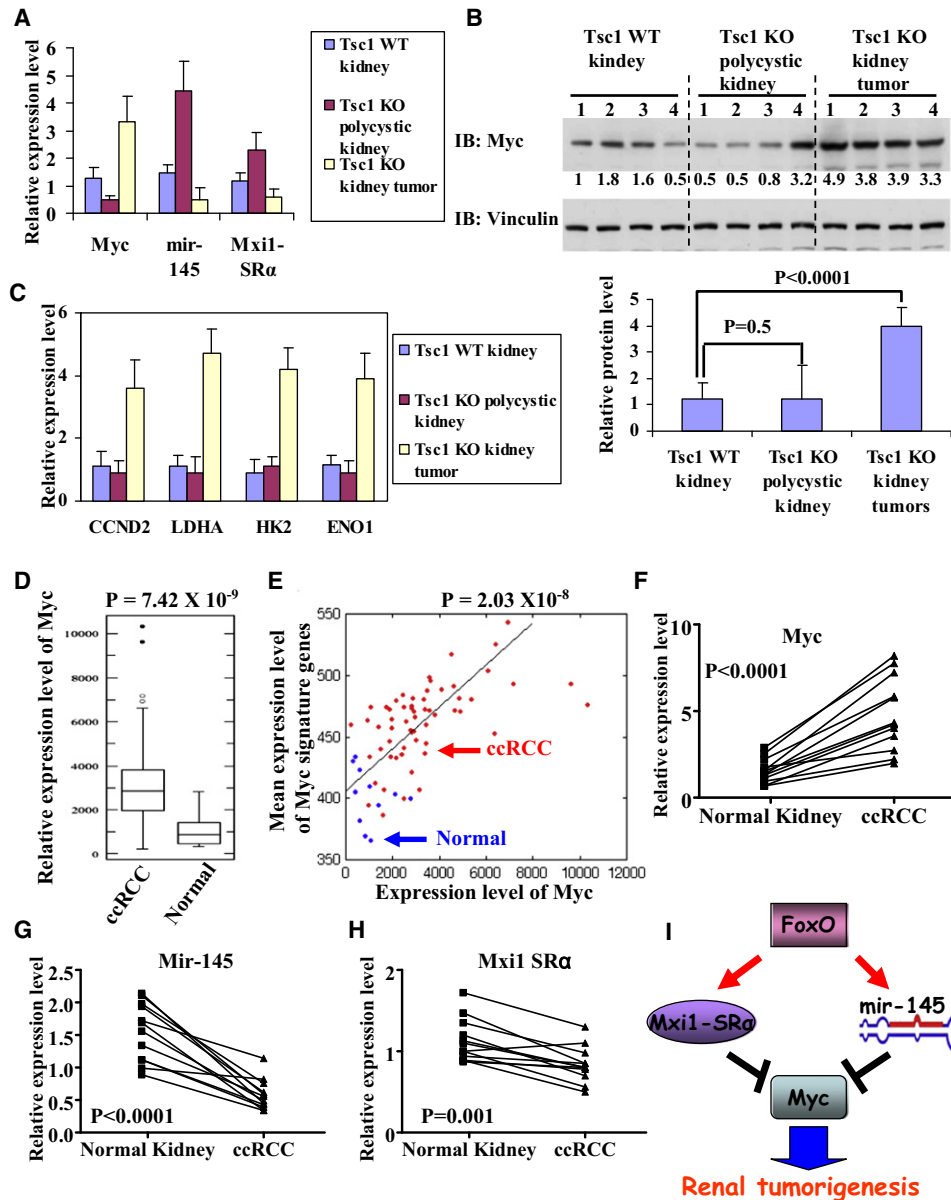 A
Relative expression level
6
5
4
3
2
1
0
Myc
mir-
145
Mxi1-
SRα
Tsc1 WT
kidney
Tsc1 KO
polycystic
kidney
Tsc1 KO
kidney tumor
B
Tsc1 WT
kindey
Tsc1 KO
polycystic
kidney
Tsc1 KO
kidney
tumor
1 2 3 4 1 2 3 4 1 2 3 4
IB: Myc
1 1.8 1.6 0.5 0.5 0.5 0.8 3.2 4.9 3.8 3.9 3.3
IB: Vinculin
P<0.0001
P=0.5
Relative protein level
5
4
3
2
1
0
Tsc1 WT
kidney
Tsc1 KO
polycystic
kidney
Tsc1 KO
kidney
tumors
C
Relative expression level
6
4
2
0
CCND2 LDHA HK2 ENO1
Tsc1 WT kidney
Tsc1 KO polycystic
kidney
Tsc1 KO kidney
tumor
D
P = 7.42 X 10-9
Relative expression level of Myc
10000
8000
6000
4000
2000
0
ccRCC
Normal
E
P = 2.03 X10-8
Mean expression level
of Myc signature genes
550
500
450
400
350
ccRCC
Normal
0 2000 4000 6000 8000 10000 12000
Expression level of Myc
F
Myc
P<0.0001
Relative expression level
10
5
0
Normal Kidney ccRCC
G
Mir-145
Relative expression level
2.5
2.0
1.5
1.0
0.5
0.0
P<0.0001
Normal Kidney ccRCC
H
Mxi1 SRα
Relative expression level
2
1
0
P=0.001
Normal Kidney ccRCC
I
FoxO
Mxi1-SRα
mir-145
Myc
Renal tumorigenesis